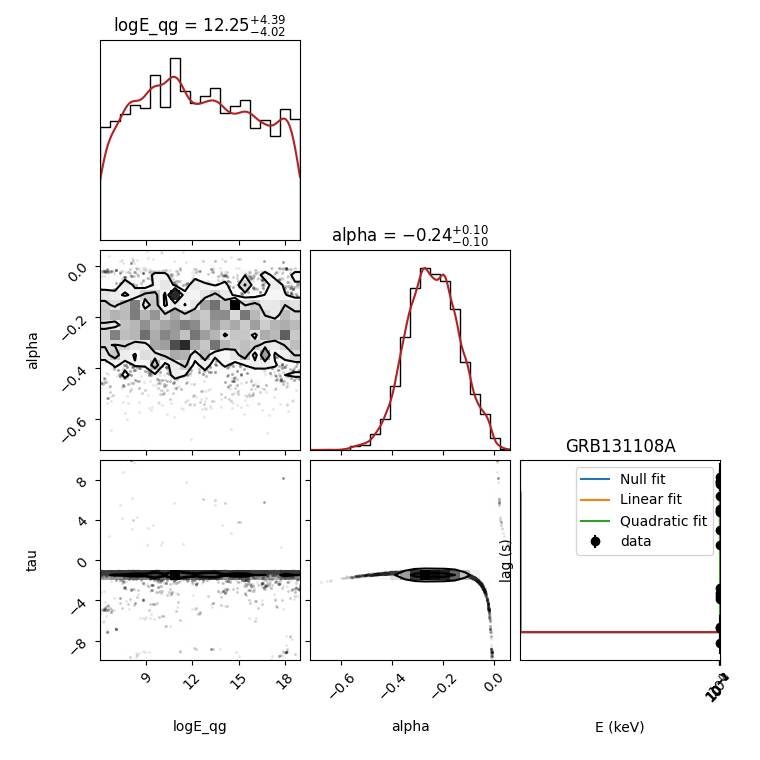 logE_qg = 12.25+4.39−4.02
alpha = −0.24+0.10−0.10
GRB131108A
alpha
0.0
−0.2
−0.4
−0.6
tau
8
4
0
−4
−8
lag (s)
Null fit
Linear fit
Quadratic fit
data
9
12
15
18
−0.6
−0.4
−0.2
0.0
logE_qg
alpha
E (keV)